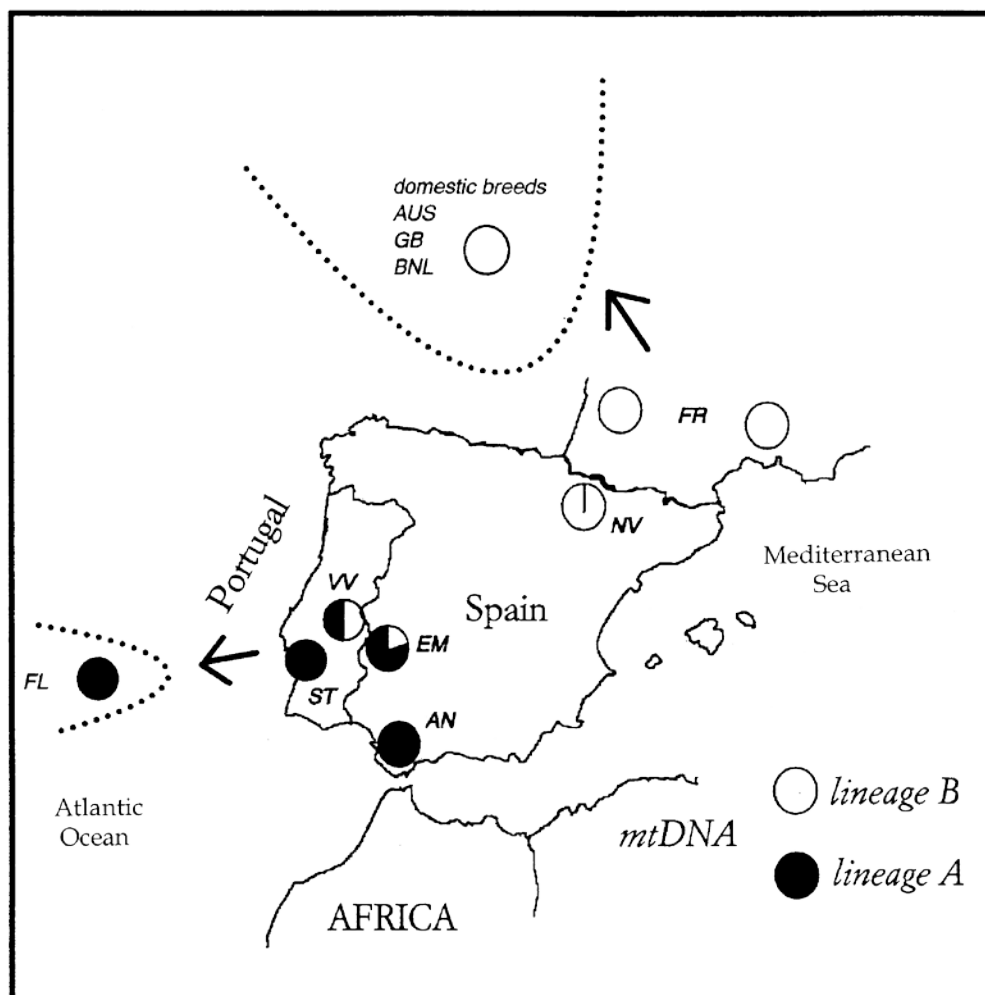 domestic breeds
AUS
GB
BNL
FR
NV
Portugal
Mediterranean
Sea
VV
Spain
EM
FL
ST
AN
Atlantic
Ocean
lineage B
mtDNA
lineage A
AFRICA